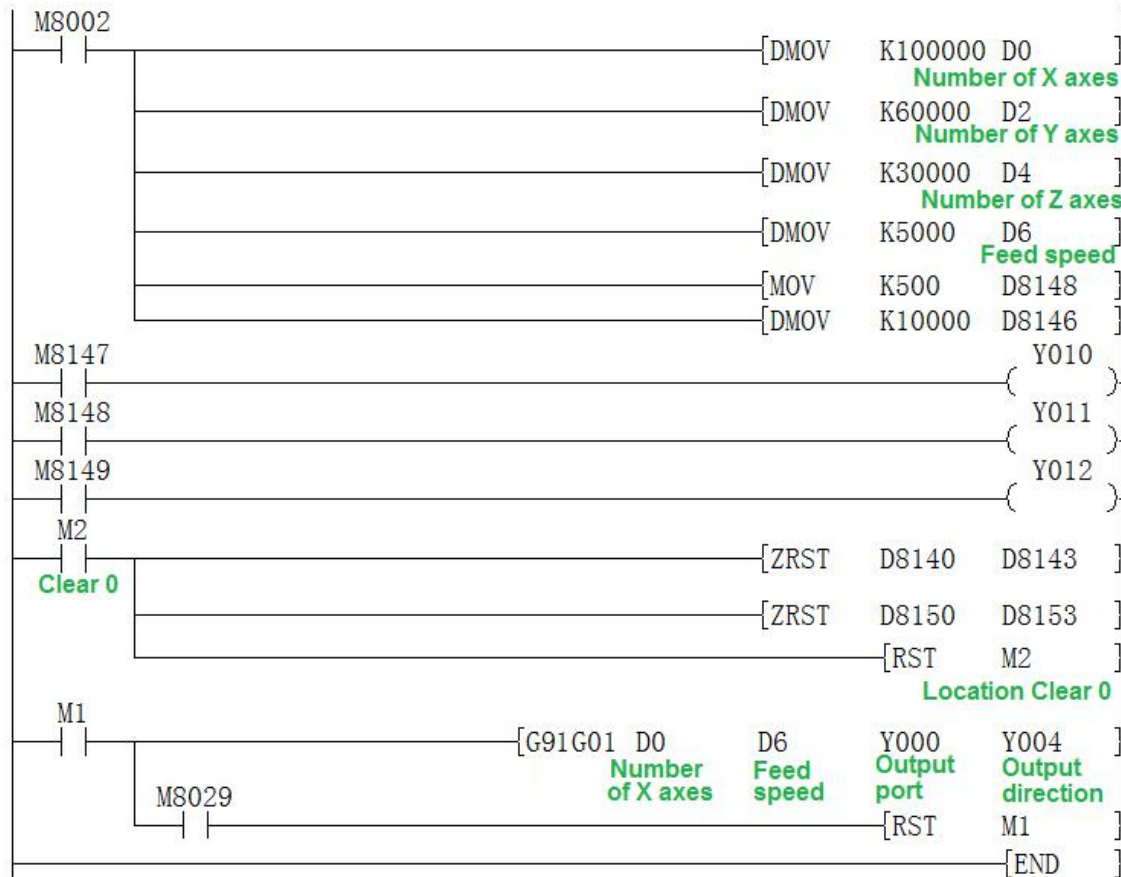 M8002
[DMOV K100000 D0 ]
Number of X axes
[DMOV K60000 D2 ]
Number of Y axes
[DMOV K30000 D4 ]
Number of Z axes
[DMOV K5000 D6 ]
Feed speed
[MOV K500 D8148 ]
[DMOV K10000 D8146 ]
M8147 Y010
M8148 Y011
M8149 Y012
M2
[ZRST D8140 D8143 ]
Clear 0
[ZRST D8150 D8153 ]
[RST M2 ]
Location Clear 0
M1
[G91G01 D0 D6 Y000 Y004 ]
Number of X axes
Feed speed
Output port
Output direction
M8029
[RST M1 ]
[END ]